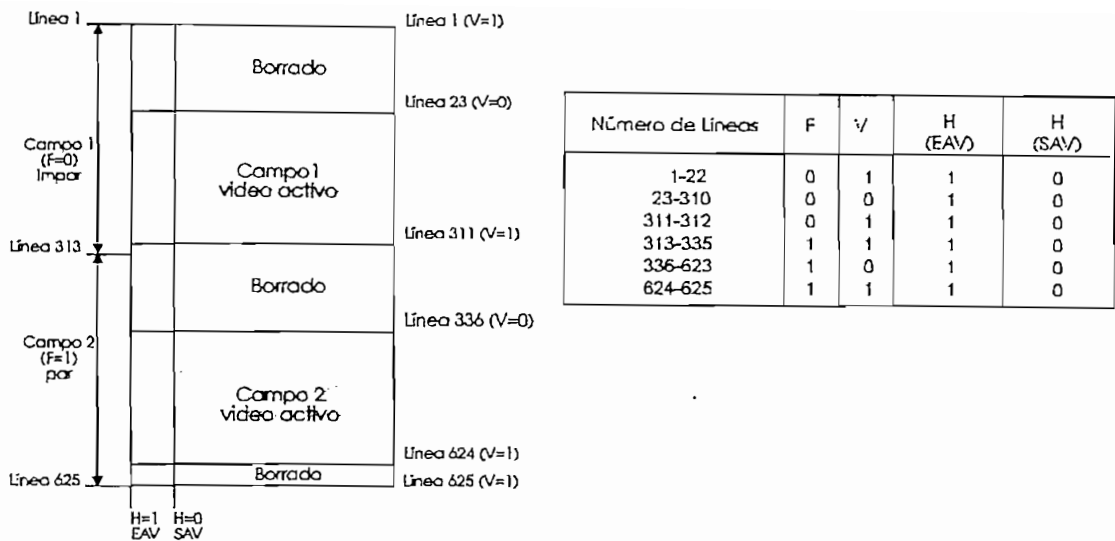 Línea 1
Línea 1 (V=1)
Borrado
Línea 23 (V=0)
Campo 1
(F=0)
Impar
Campo 1
video activo
Línea 311 (V=1)
Línea 313
Borrado
Línea 336 (V=0)
Campo 2
(F=1)
par
Campo 2
video activo
Línea 624 (V=1)
Borrado
Línea 625
Línea 625 (V=1)
H=1 H=0
EAV SAV
Número de Líneas F V H (EAV) H (SAV)
1-22 0 1 1 0
23-310 0 0 1 0
311-312 0 1 1 0
313-335 1 1 1 0
336-623 1 0 1 0
624-625 1 1 1 0